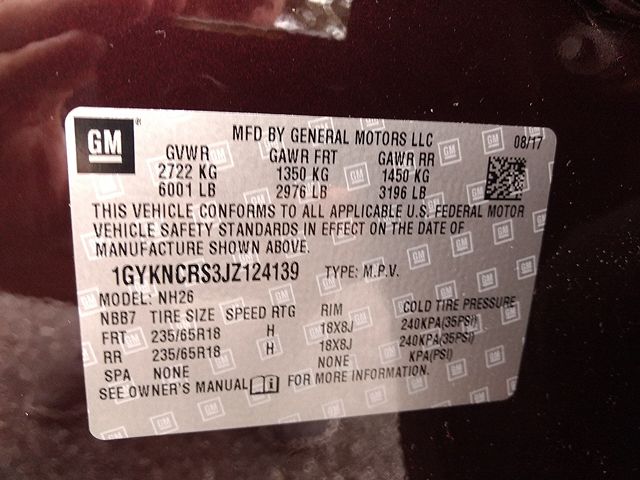 GM
MFD BY GENERAL MOTORS LLC 08/17
GVWR GAWR FRT GAWR RR
2722 KG 1350 KG 1450 KG
6001 LB 2976 LB 3196 LB
THIS VEHICLE CONFORMS TO ALL APPLICABLE U.S. FEDERAL MOTOR
VEHICLE SAFETY STANDARDS IN EFFECT ON THE DATE OF
MANUFACTURE SHOWN ABOVE.
1GYKNCRS3JZ124139 TYPE: M.P.V.
MODEL: NH26
NBB7 TIRE SIZE SPEED RTG RIM COLD TIRE PRESSURE
FRT 235/65R18 H 18X8J 240KPA(35PSI)
RR 235/65R18 H 18X8J 240KPA(35PSI)
SPA NONE NONE KPA(PSI)
SEE OWNER'S MANUAL FOR MORE INFORMATION.